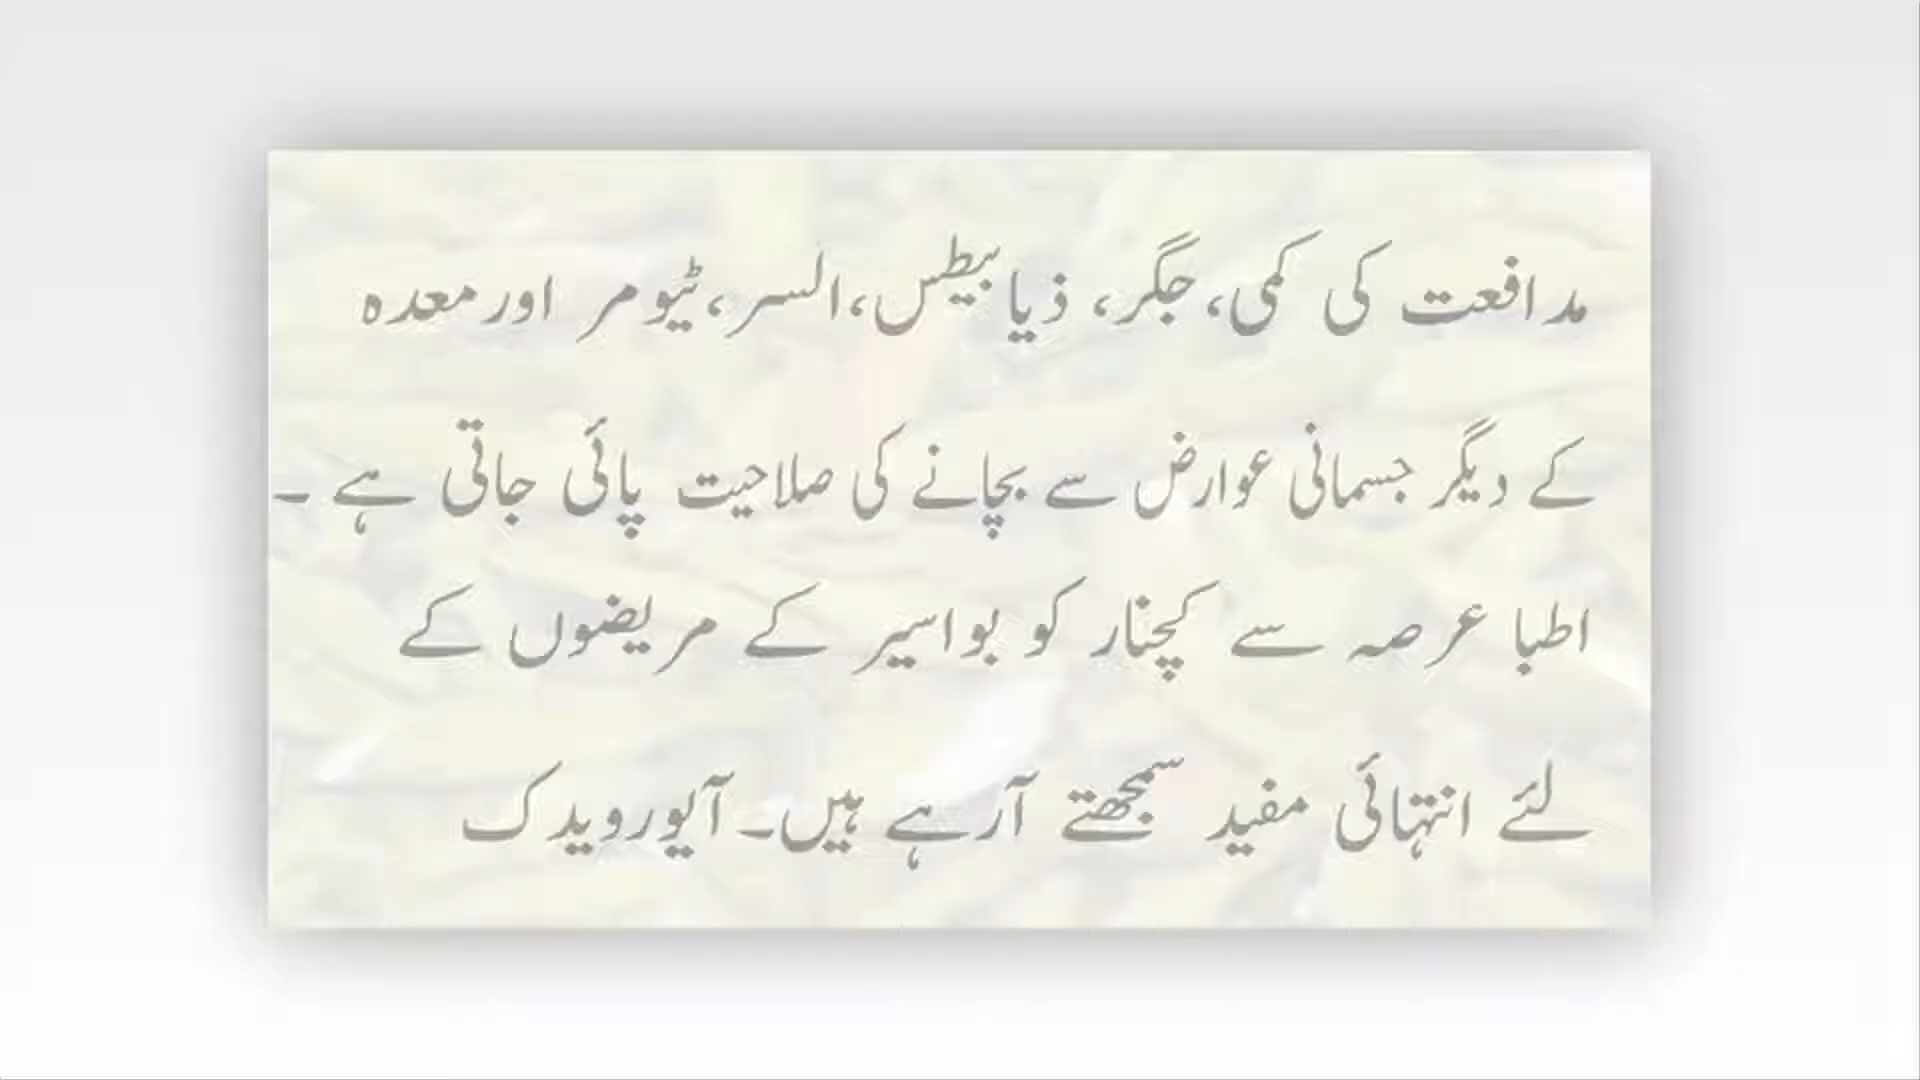 مدافعت کی کمی، جگر، ذیابیطس،السر،ٹیومر اور معدہ
کے دیگر جسمانی عوارض سے بچانے کی صلاحیت پائی جاتی ہے ۔
اطبا عرصہ سے کچنار کو بواسیر کے مریضوں کے
لئے انتہائی مفید سمجھتے آرہے ہیں۔آیورویدک